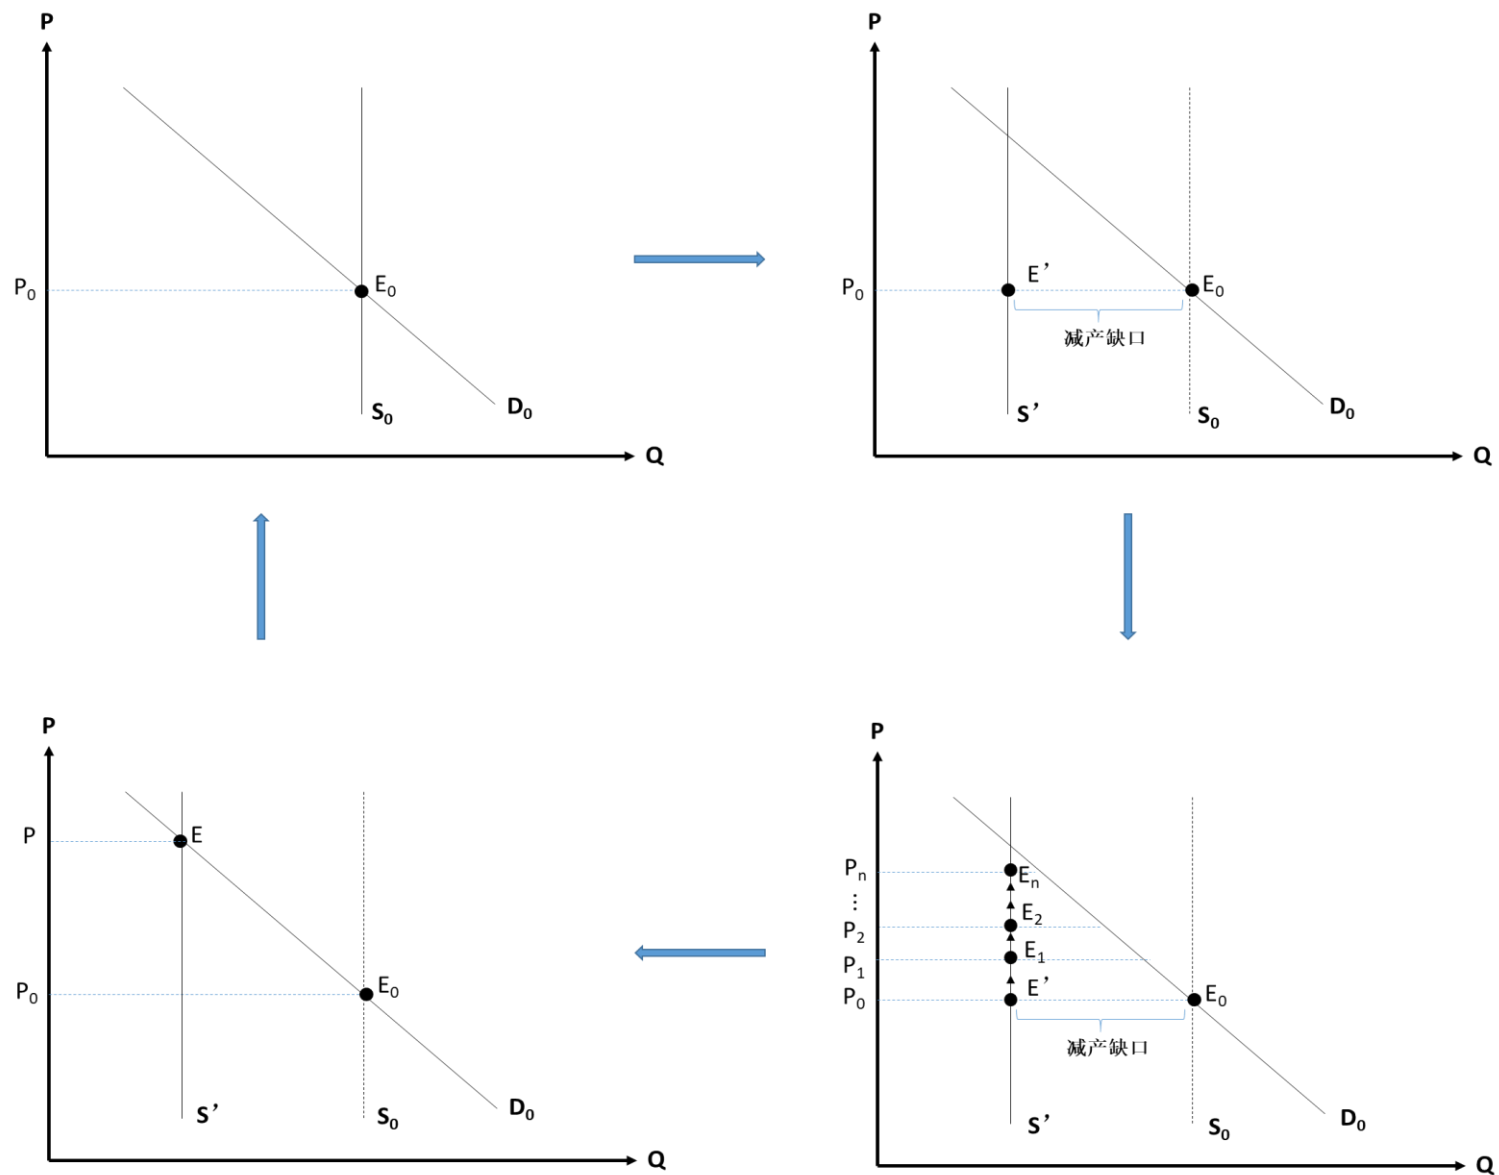 P
P₀
E₀
S₀
D₀
Q
P
P₀
E’
E₀
减产缺口
S’
S₀
D₀
Q
P
Pₙ
⋮
P₂
P₁
P₀
Eₙ
E₂
E₁
E’
E₀
减产缺口
S’
S₀
D₀
Q
P
P
E
P₀
E₀
S’
S₀
D₀
Q